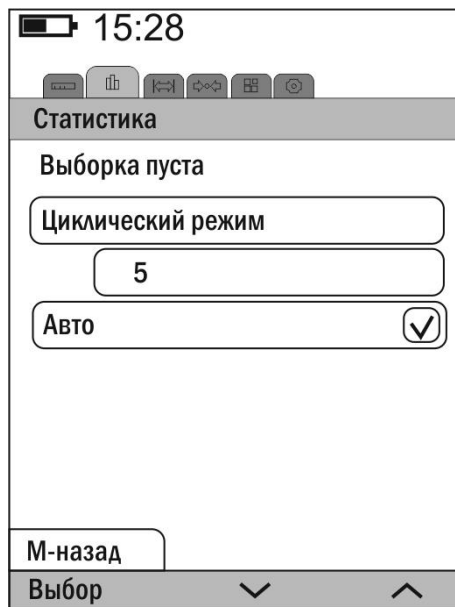 15:28
Статистика
Выборка пуста
Циклический режим
5
Авто
М-назад
Выбор